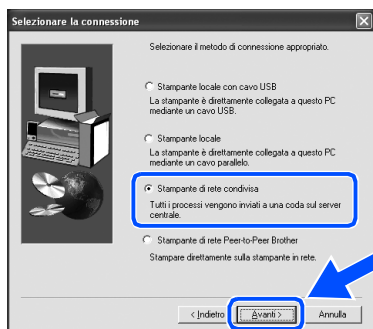 Selezionare la connessione
Selezionare il metodo di connessione appropriato.
Stampante locale con cavo USB
La stampante è direttamente collegata a questo PC
mediante un cavo USB.
Stampante locale
La stampante è direttamente collegata a questo PC
mediante un cavo parallelo.
Stampante di rete condivisa
Tutti i processi vengono inviati a una coda sul server
centrale.
Stampante di rete Peer-to-Peer Brother
Stampare direttamente sulla stampante in rete.
< Indietro Avanti > Annulla